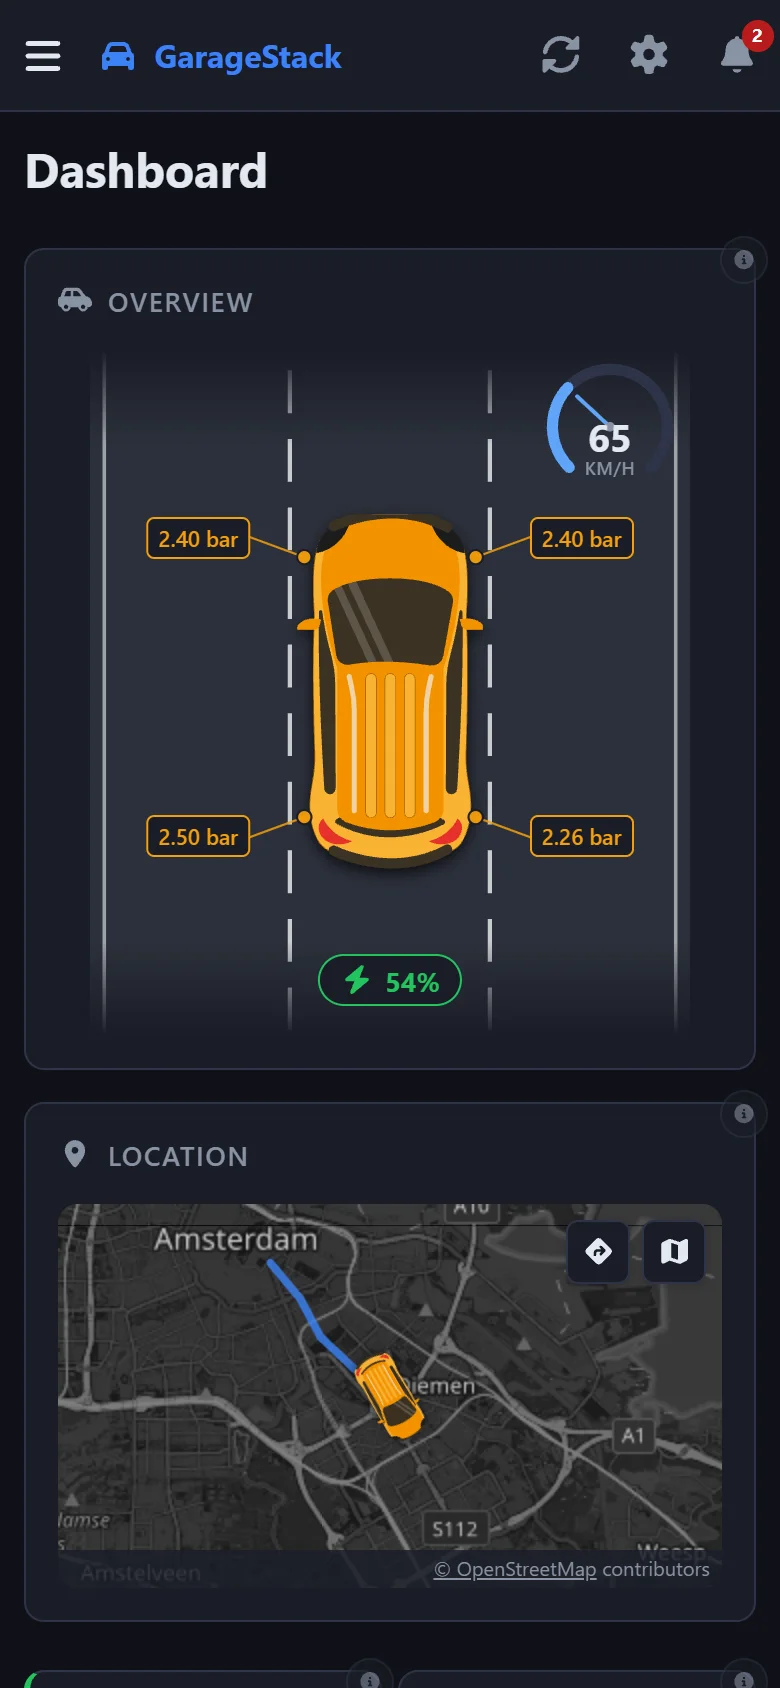 GarageStack
2
Dashboard
OVERVIEW
65
KM/H
2.40 bar
2.40 bar
2.50 bar
2.26 bar
54%
LOCATION
A10
Amsterdam
Diemen
A1
S112
Weesp
Amstelveen
© OpenStreetMap contributors